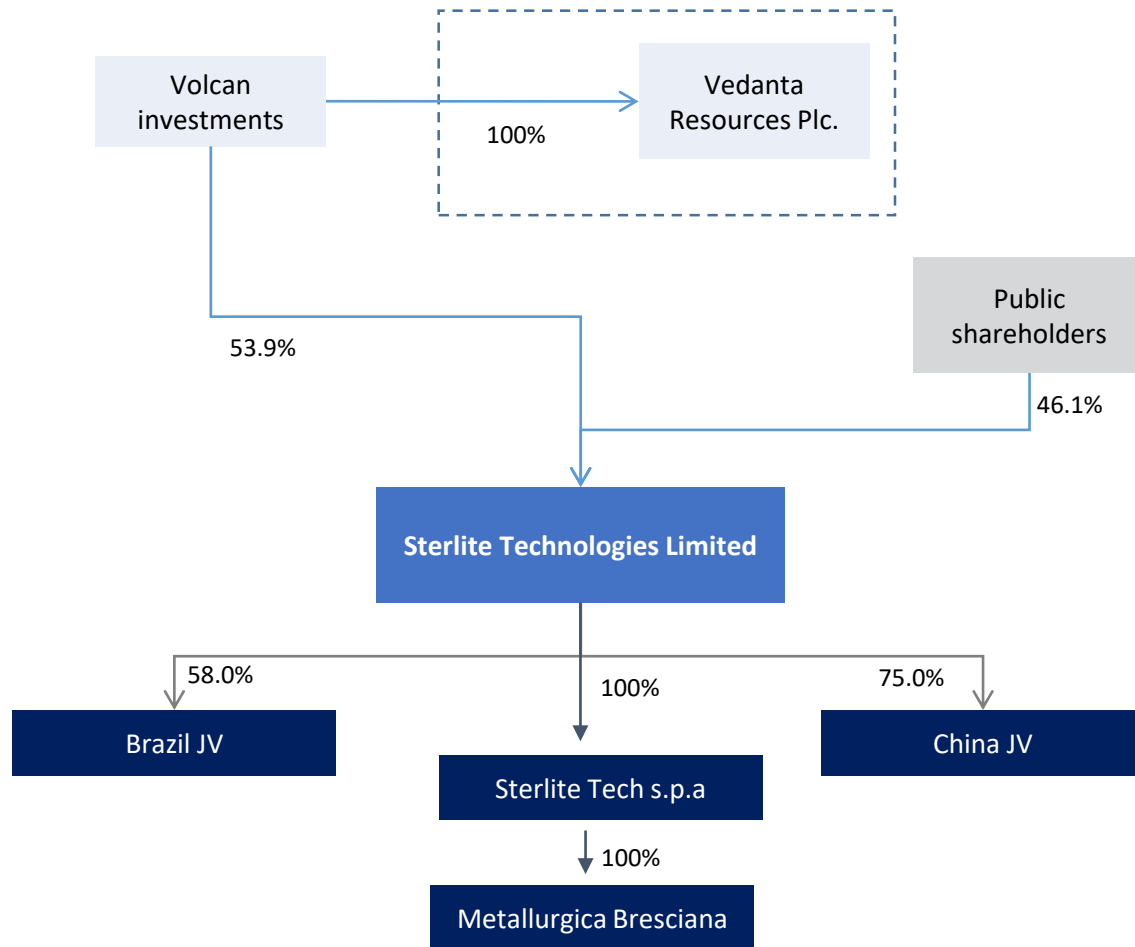 Volcan
investments
Vedanta
Resources Plc.
100%
Public
shareholders
53.9%
46.1%
Sterlite Technologies Limited
58.0%
100%
75.0%
Brazil JV
China JV
Sterlite Tech s.p.a
100%
Metallurgica Bresciana